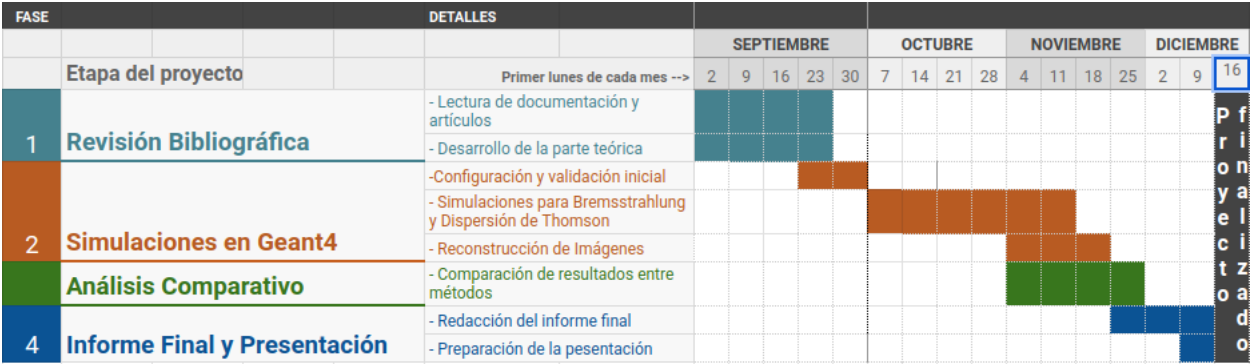 FASE DETALLES
SEPTIEMBRE OCTUBRE NOVIEMBRE DICIEMBRE
Etapa del proyecto Primer lunes de cada mes --> 2 9 16 23 30 7 14 21 28 4 11 18 25 2 9 16
- Lectura de documentación y
artículos
1 Revisión Bibliográfica
- Desarrollo de la parte teórica
-Configuración y validación inicial
- Simulaciones para Bremsstrahlung
y Dispersión de Thomson
2 Simulaciones en Geant4
- Reconstrucción de Imágenes
Análisis Comparativo
- Comparación de resultados entre
métodos
- Redacción del informe final
4 Informe Final y Presentación
- Preparación de la pesentación
Proyecto
finalizado